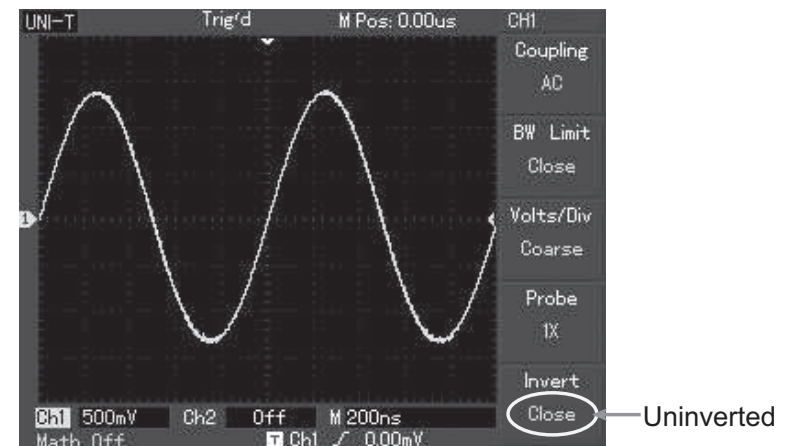 UNI-T Trig'd M Pos: 0.00us CH1
Coupling
AC
BW Limit
Close
1
Volts/Div
Coarse
Probe
1X
Invert
Close
Uninverted
Ch1 500mV Ch2 Off M 200ns
Math Off T Ch1 / 0.00mV